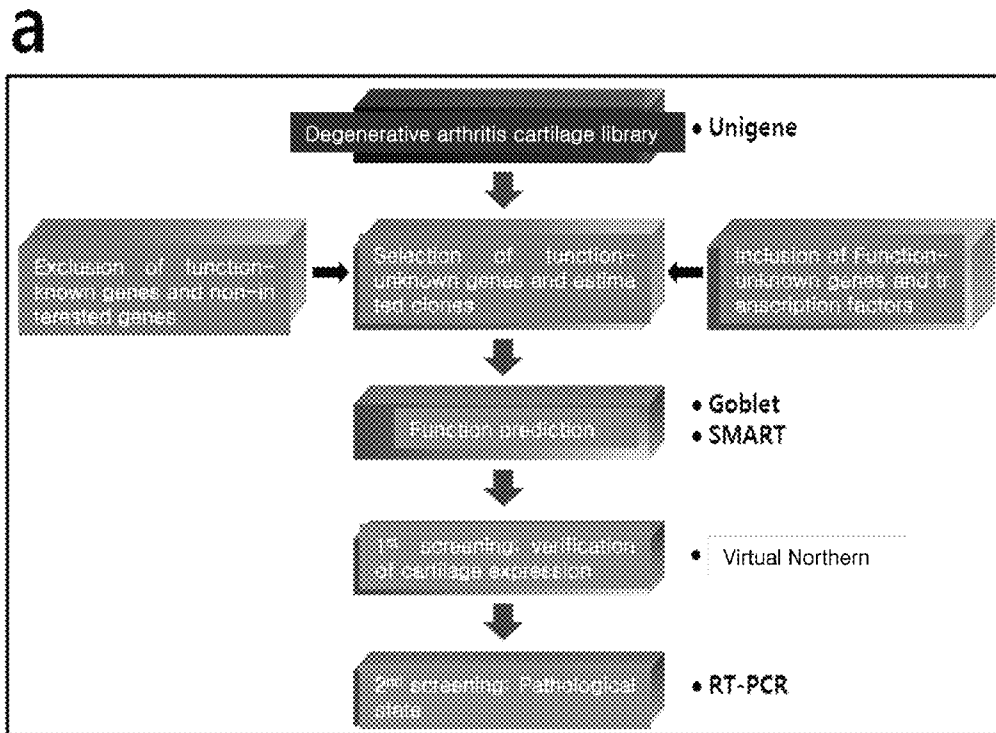 a
Degenerative arthritis cartilage library
• Unigene
Exclusion of function-
known genes and non-in
terested genes
Selection of function-
unknown genes and estima
ted clones
Inclusion of Function-
unknown genes and tr
anscription factors
Function prediction
• Goblet
• SMART
1st screening: verification
of cartilage expression
• Virtual Northern
2nd screening: Pathological
state
• RT-PCR